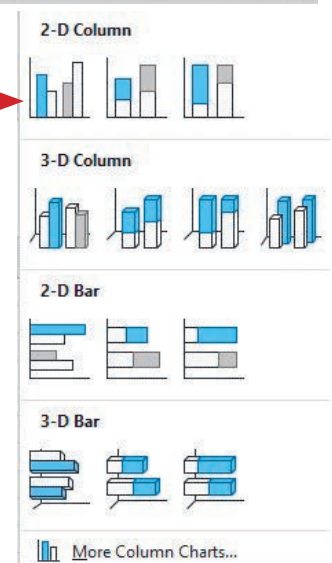 2-D Column
3-D Column
2-D Bar
3-D Bar
More Column Charts...